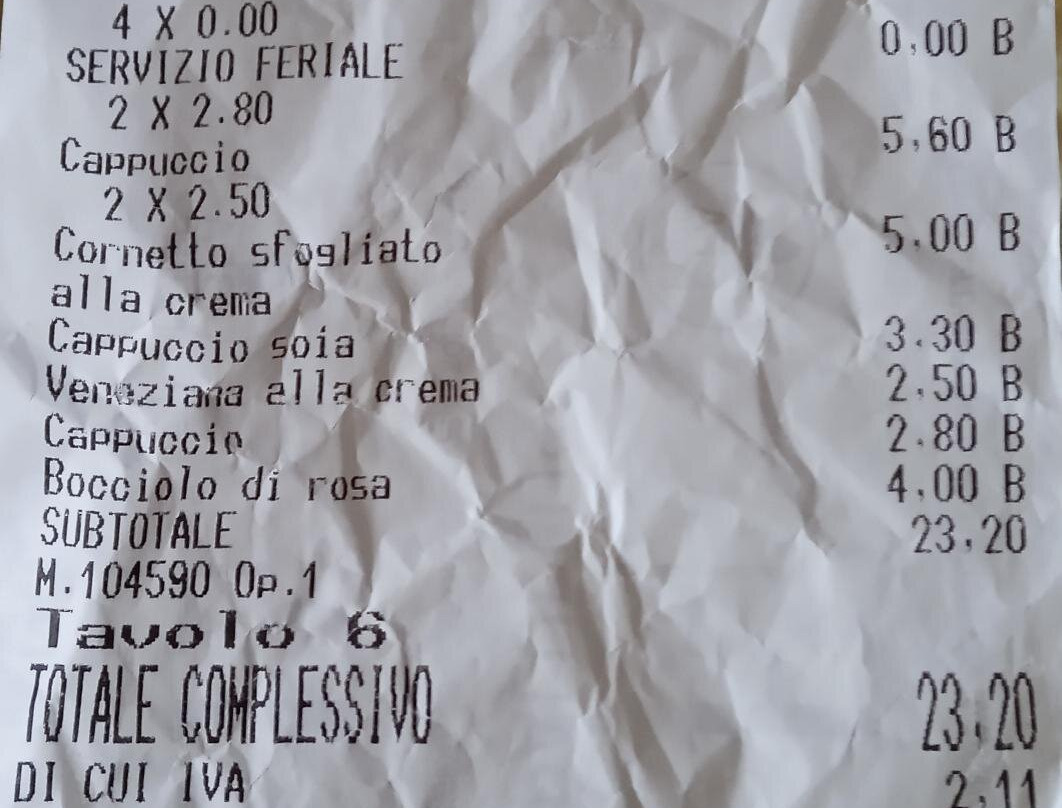 4 X 0.00
SERVIZIO FERIALE 0,00 B
2 X 2.80
Cappuccio 5,60 B
2 X 2.50
Cornetto sfogliato 5,00 B
alla crema
Cappuccio soia 3.30 B
Veneziana alla crema 2,50 B
Cappuccio 2.80 B
Bocciolo di rosa 4,00 B
SUBTOTALE 23,20
M.104590 Op.1
Tavolo 6
TOTALE COMPLESSIVO 23,20
DI CUI IVA 2,11